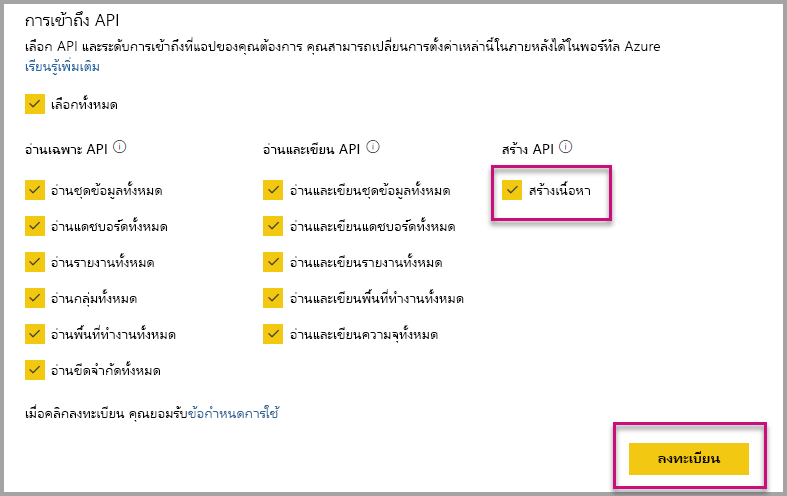 การเข้าถึง API
เลือก API และระดับการเข้าถึงที่แอปของคุณต้องการ คุณสามารถเปลี่ยนการตั้งค่าเหล่านี้ในภายหลังได้ในพอร์ทัล Azure
เรียนรู้เพิ่มเติม
เลือกทั้งหมด
อ่านเฉพาะ API
อ่านชุดข้อมูลทั้งหมด
อ่านแดชบอร์ดทั้งหมด
อ่านรายงานทั้งหมด
อ่านกลุ่มทั้งหมด
อ่านพื้นที่ทำงานทั้งหมด
อ่านขีดจำกัดทั้งหมด
อ่านและเขียน API
อ่านและเขียนชุดข้อมูลทั้งหมด
อ่านและเขียนแดชบอร์ดทั้งหมด
อ่านและเขียนรายงานทั้งหมด
อ่านและเขียนพื้นที่ทำงานทั้งหมด
อ่านและเขียนความจุทั้งหมด
สร้าง API
สร้างเนื้อหา
เมื่อคลิกลงทะเบียน คุณยอมรับข้อกำหนดการใช้
ลงทะเบียน